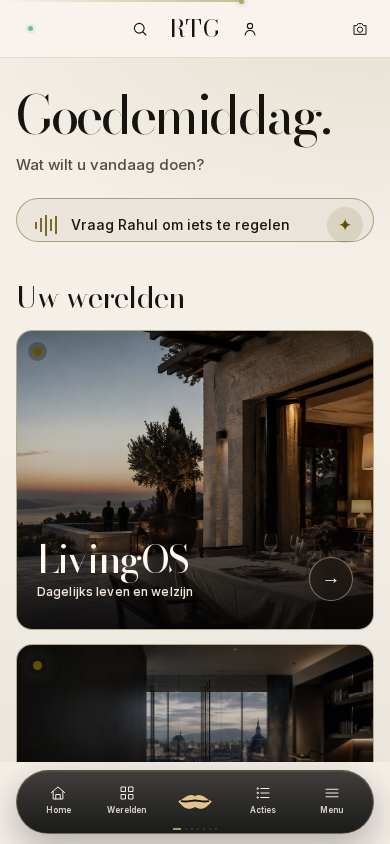 RTG
Goedemiddag.
Wat wilt u vandaag doen?
Vraag Rahul om iets te regelen
Uw werelden
LivingOS
Dagelijks leven en welzijn
Home
Werelden
Acties
Menu